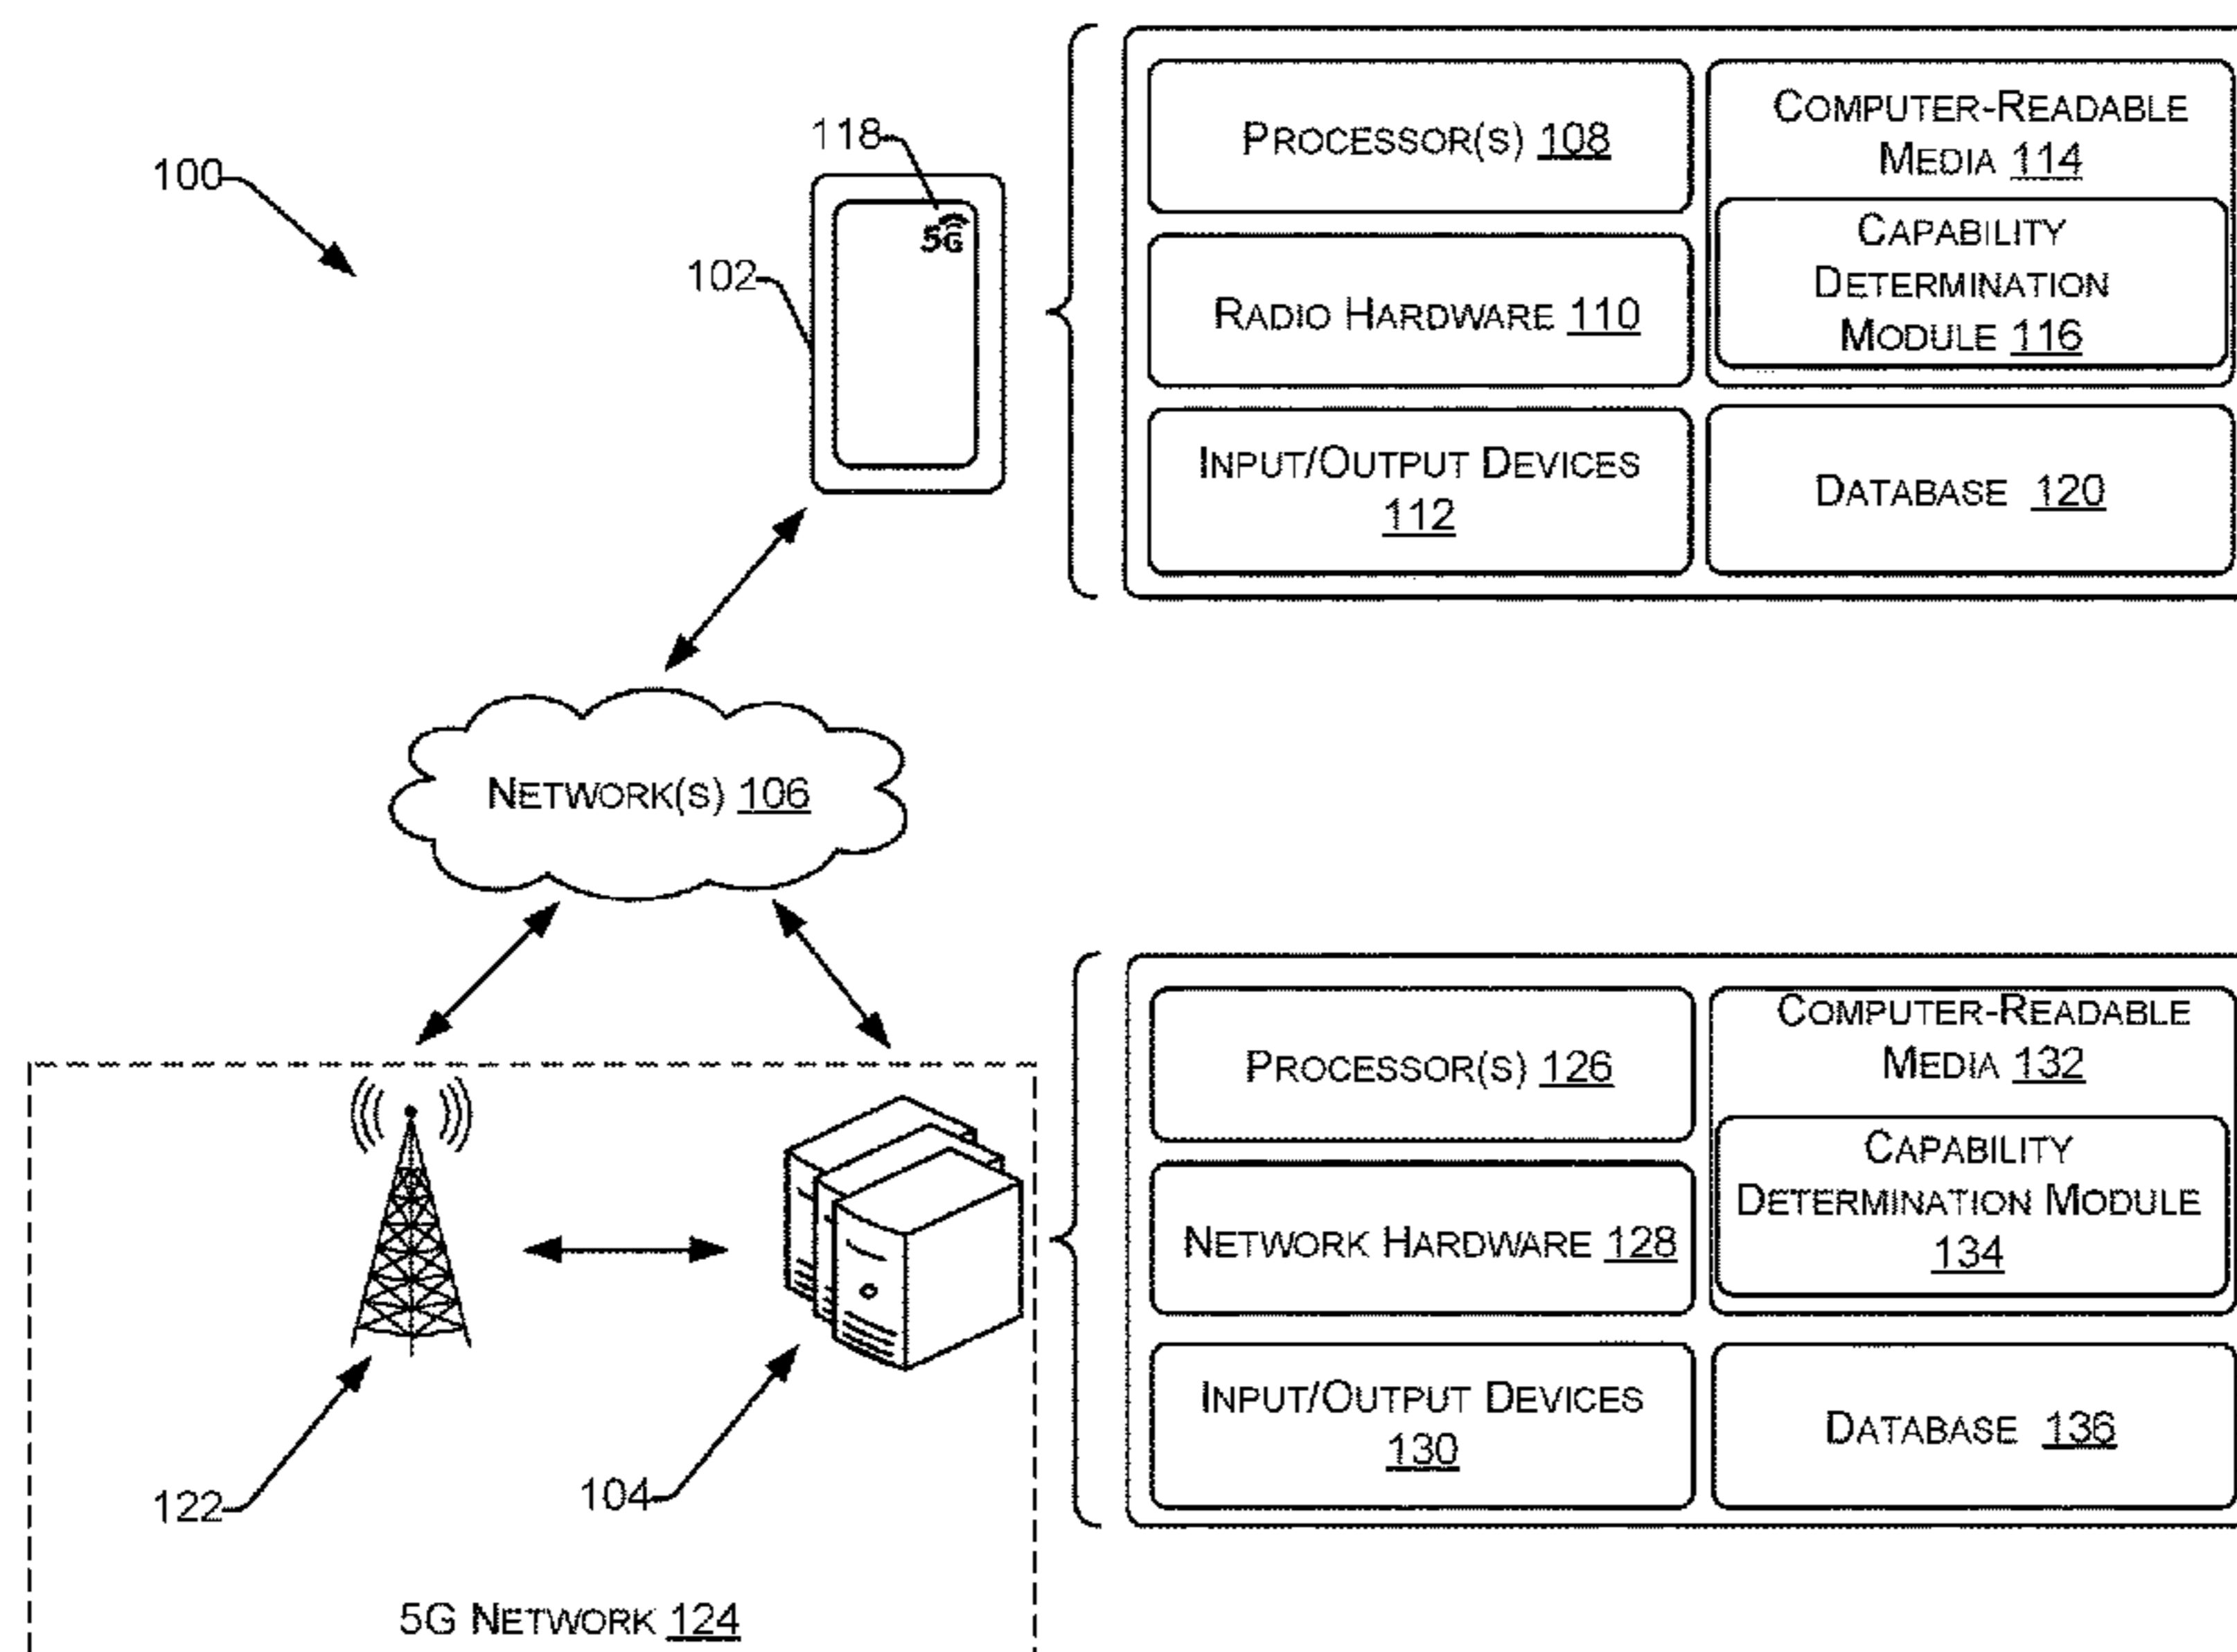 100
118
5G
102
PROCESSOR(S) 108
RADIO HARDWARE 110
INPUT/OUTPUT DEVICES
112
COMPUTER-READABLE
MEDIA 114
CAPABILITY
DETERMINATION
MODULE 116
DATABASE 120
NETWORK(S) 106
PROCESSOR(S) 126
NETWORK HARDWARE 128
INPUT/OUTPUT DEVICES
130
COMPUTER-READABLE
MEDIA 132
CAPABILITY
DETERMINATION MODULE
134
DATABASE 136
122
104
5G NETWORK 124